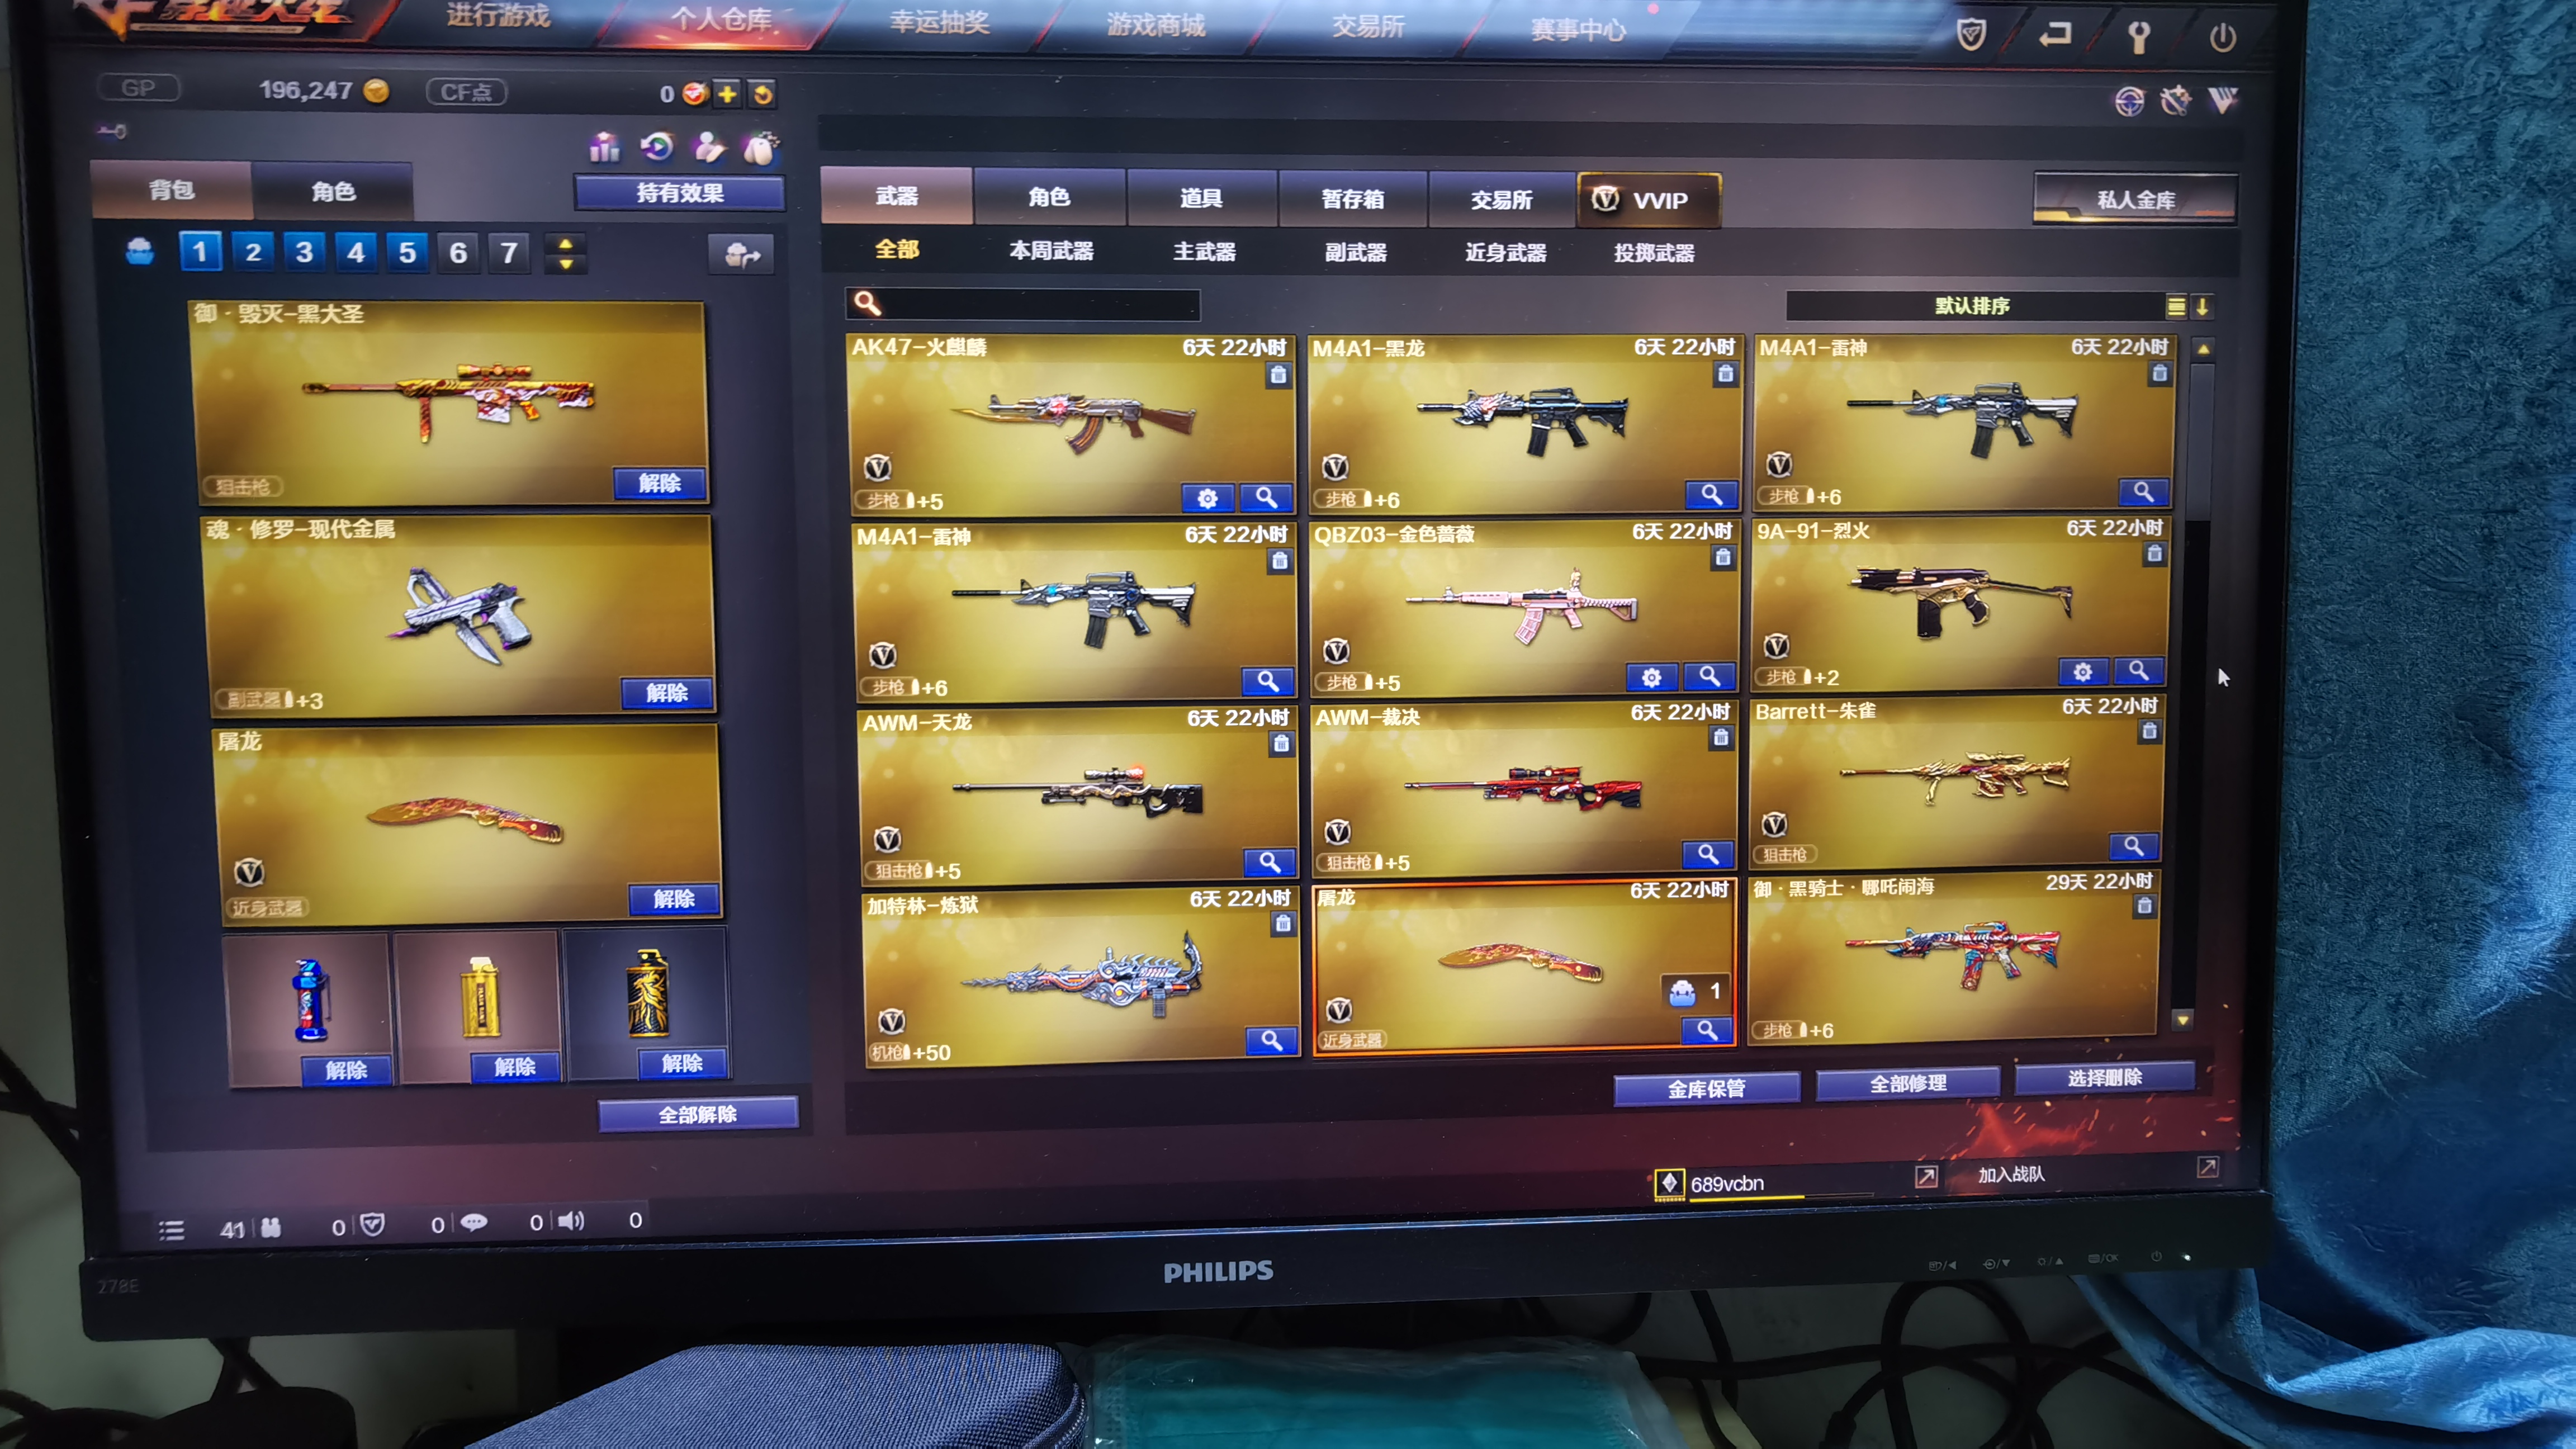 进行游戏 个人仓库 幸运抽奖 游戏商城 交易所 赛事中心
GP 196,247 CF点 0
背包 角色 持有效果
1 2 3 4 5 6 7
御·毁灭-黑大圣
狙击枪 解除
魂·修罗-现代金属
副武器 +3 解除
屠龙
V
近身武器 解除
解除 解除 解除
全部解除
武器 角色 道具 暂存箱 交易所 V VVIP 私人金库
全部 本周武器 主武器 副武器 近身武器 投掷武器
默认排序
AK47-火麒麟 6天 22小时
V
步枪 +5
M4A1-黑龙 6天 22小时
V
步枪 +6
M4A1-雷神 6天 22小时
V
步枪 +6
M4A1-雷神 6天 22小时
V
步枪 +6
QBZ03-金色蔷薇 6天 22小时
V
步枪 +5
9A-91-烈火 6天 22小时
V
步枪 +2
AWM-天龙 6天 22小时
V
狙击枪 +5
AWM-裁决 6天 22小时
V
狙击枪 +5
Barrett-朱雀 6天 22小时
V
狙击枪
加特林-炼狱 6天 22小时
V
机枪 +50
屠龙 6天 22小时
1
V
近身武器
御·黑骑士·哪吒闹海 29天 22小时
步枪 +6
金库保管 全部修理 选择删除
689vcbn 加入战队
41 0 0 0 0
PHILIPS
278E